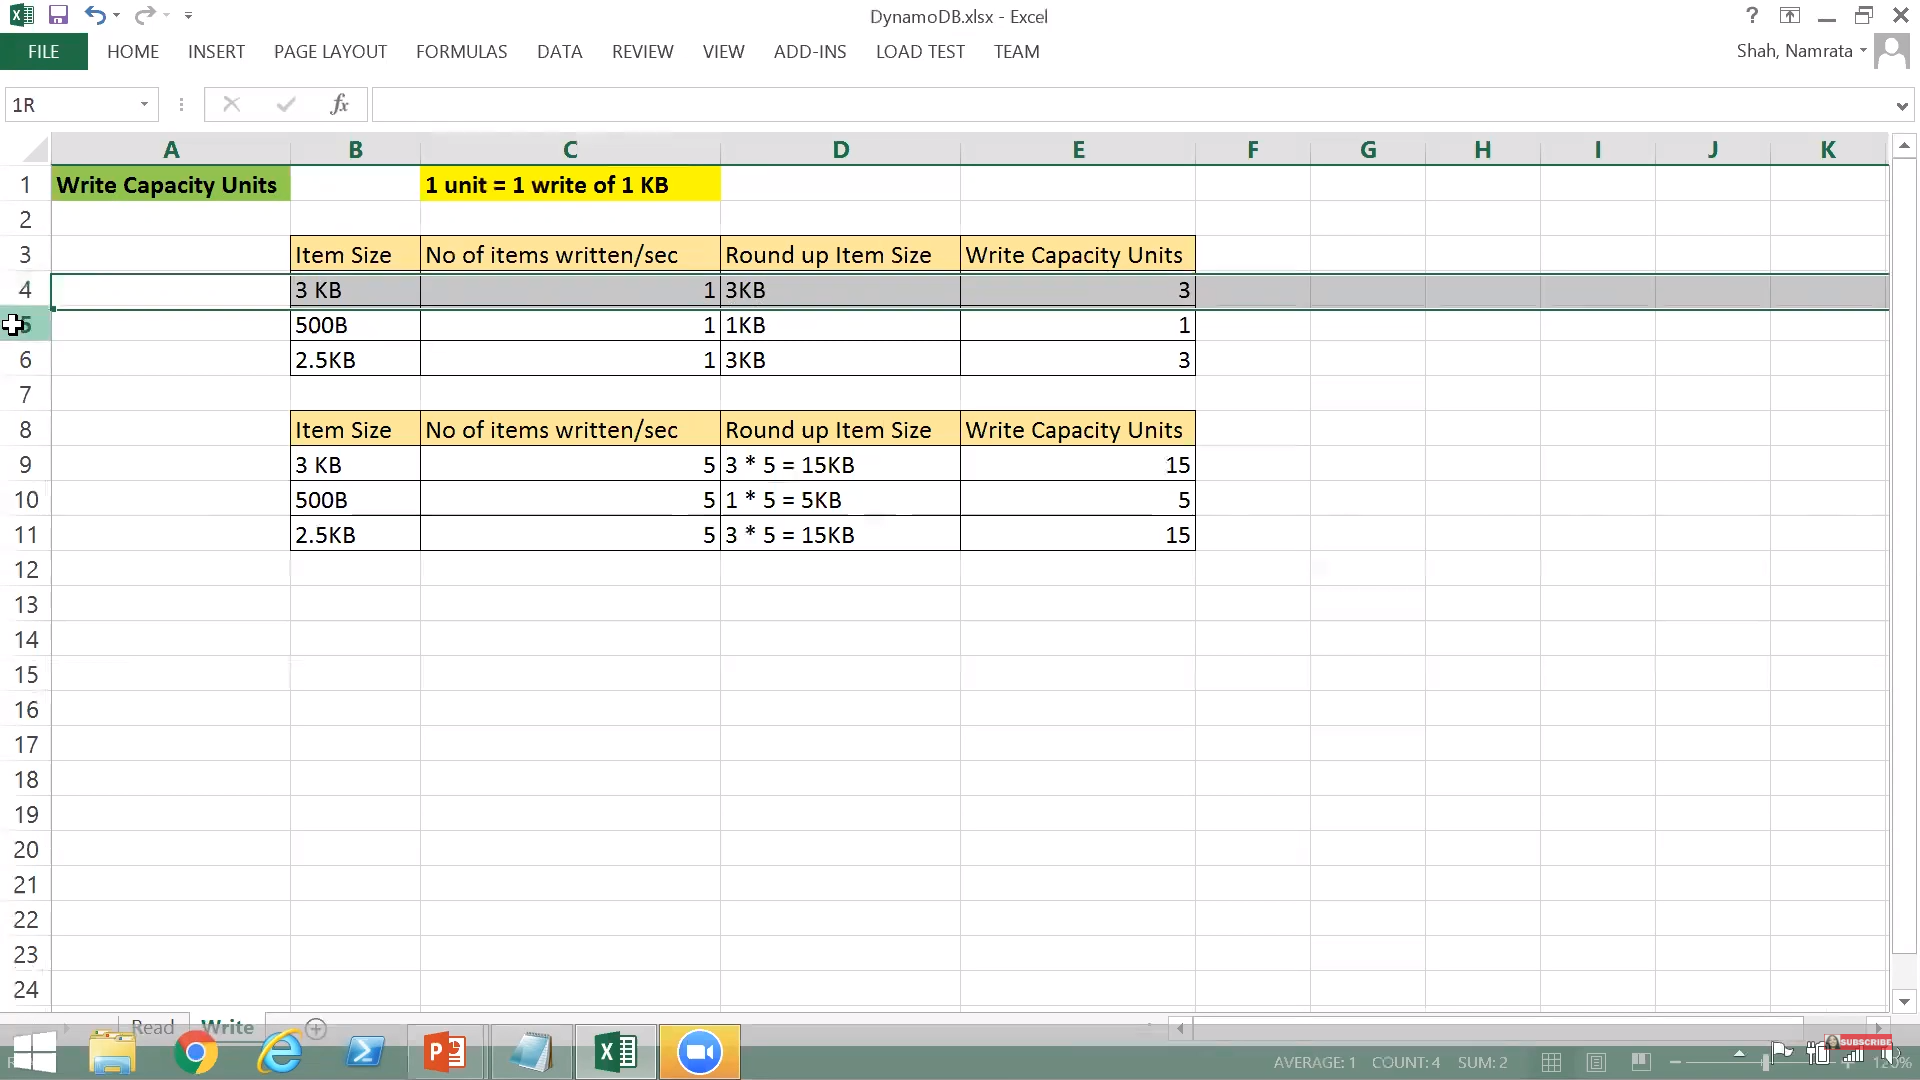 DynamoDB.xlsx - Excel
FILE HOME INSERT PAGE LAYOUT FORMULAS DATA REVIEW VIEW ADD-INS LOAD TEST TEAM Shah, Namrata
1R fx
A B C D E F G H I J K
1 Write Capacity Units 1 unit = 1 write of 1 KB
2
3 Item Size No of items written/sec Round up Item Size Write Capacity Units
4 3 KB 1 3KB 3
5 500B 1 1KB 1
6 2.5KB 1 3KB 3
7
8 Item Size No of items written/sec Round up Item Size Write Capacity Units
9 3 KB 5 3 * 5 = 15KB 15
10 500B 5 1 * 5 = 5KB 5
11 2.5KB 5 3 * 5 = 15KB 15
12
13
14
15
16
17
18
19
20
21
22
23
24
Read Write
AVERAGE: 1 COUNT: 4 SUM: 2
SUBSCRIBE